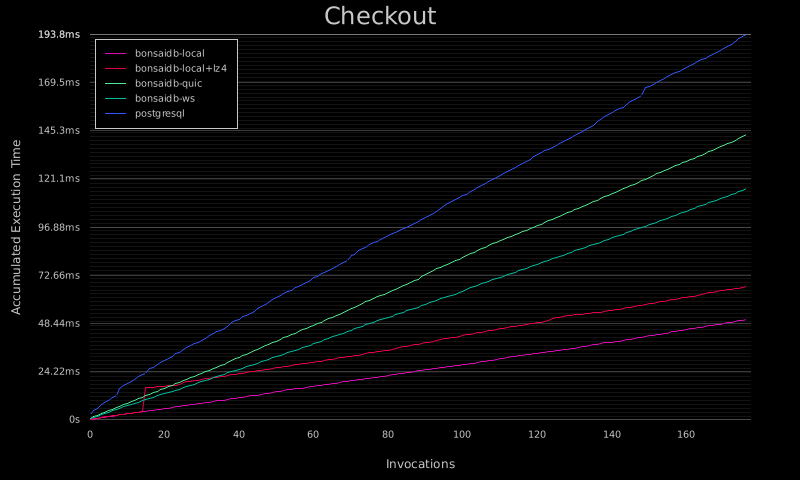 Checkout
193.8ms
169.5ms
145.3ms
121.1ms
96.88ms
72.66ms
48.44ms
24.22ms
0s
bonsaidb-local
bonsaidb-local+lz4
bonsaidb-quic
bonsaidb-ws
postgresql
Accumulated Execution Time
0 20 40 60 80 100 120 140 160
Invocations